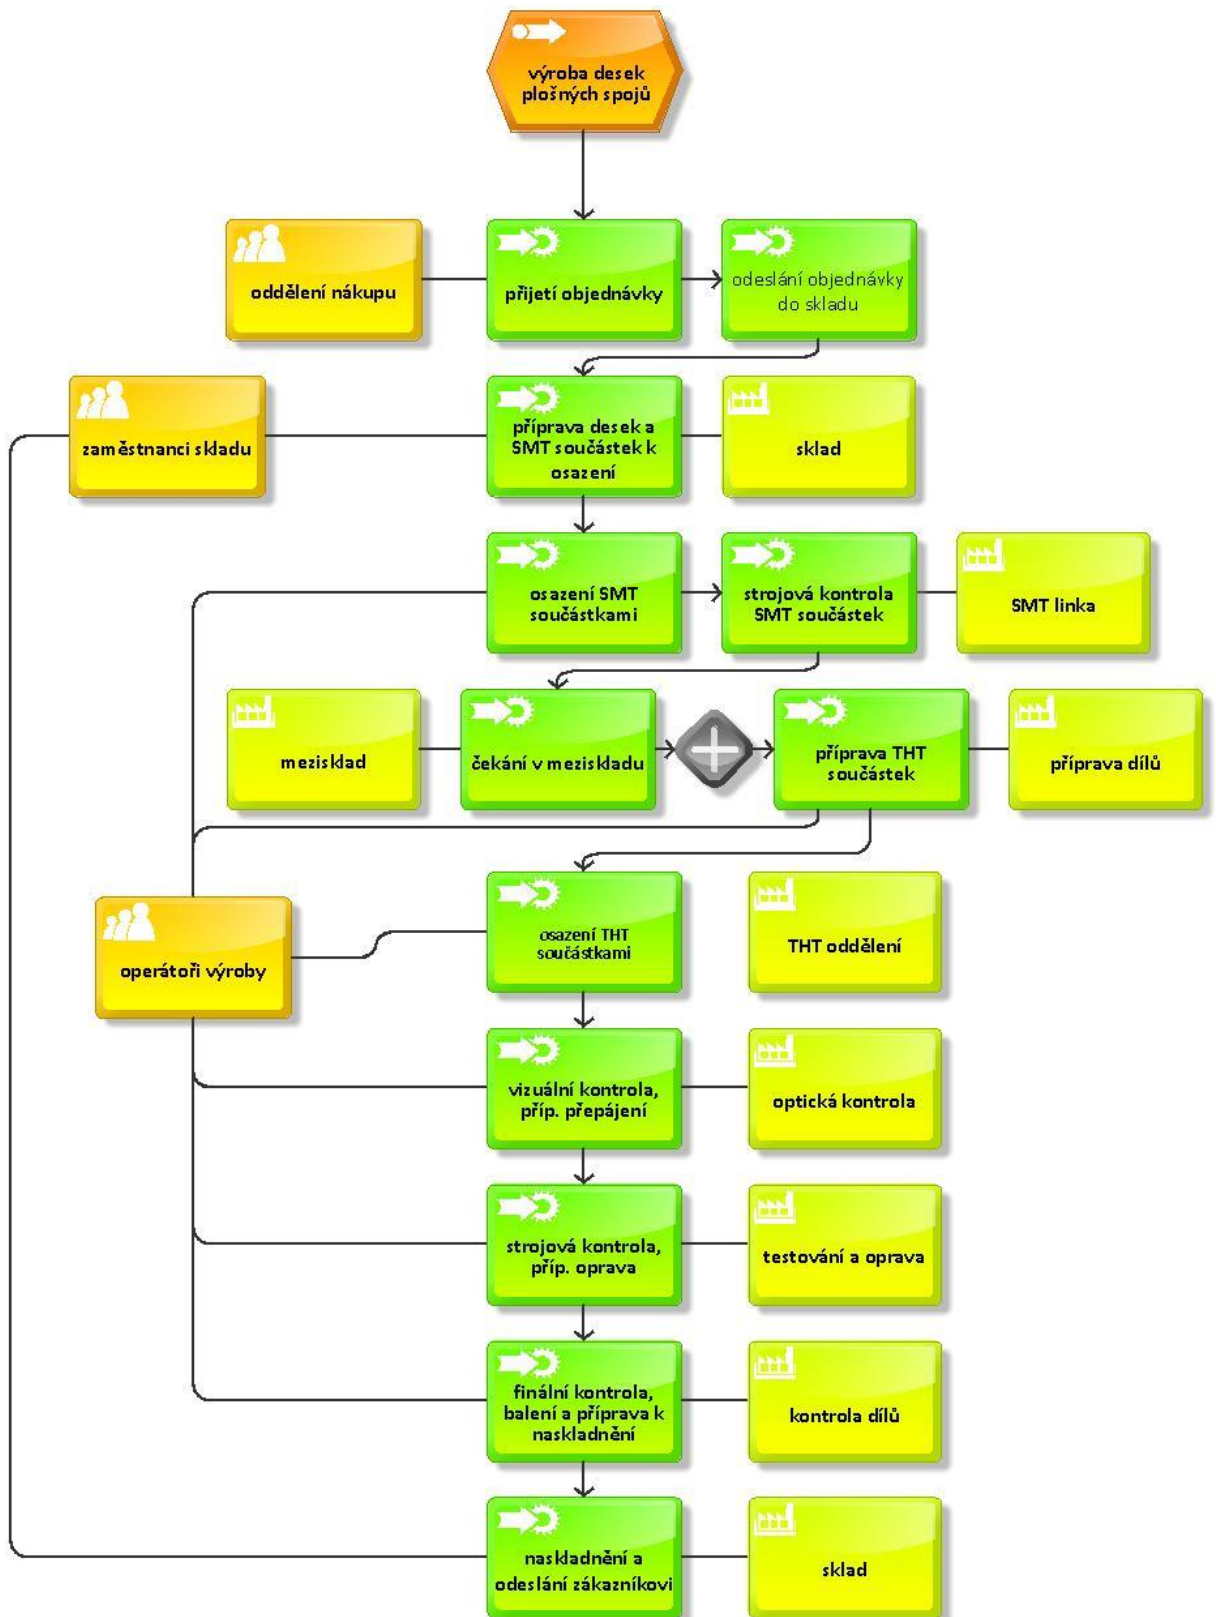 výroba desek
plošných spojů
oddělení nákupu
přijetí objednávky
odeslání objednávky
do skladu
zaměstnanci skladu
příprava desek a
SMT součástek k
osazení
sklad
osazení SMT
součástkami
strojová kontrola
SMT součástek
SMT linka
mezisklad
čekání v meziskladu
příprava THT
součástek
příprava dílů
operátoři výroby
osazení THT
součástkami
THT oddělení
vizuální kontrola,
příp. přepájení
optická kontrola
strojová kontrola,
příp. oprava
testování a oprava
finální kontrola,
balení a příprava k
naskladnění
kontrola dílů
naskladnění a
odeslání zákazníkovi
sklad